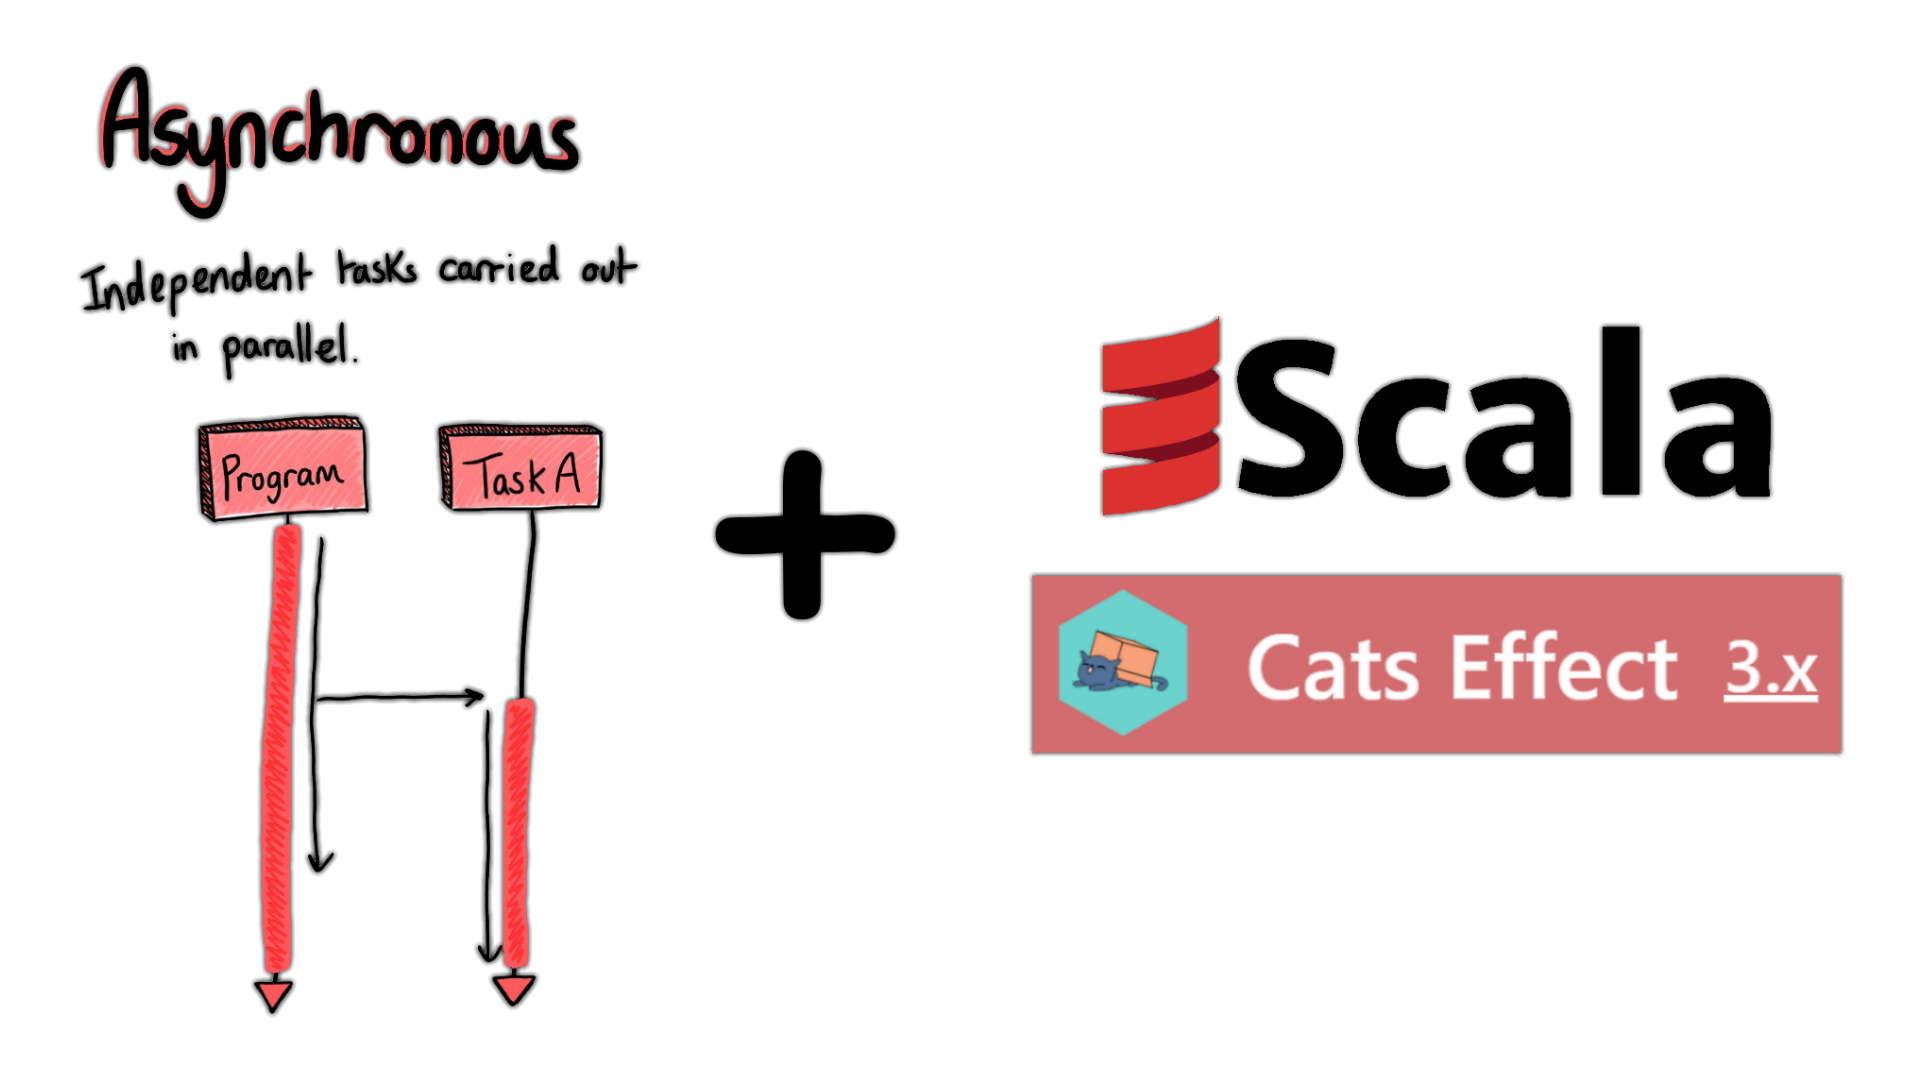 Asynchronous
Independent tasks carried out
in parallel.
Program
Task A
Scala
Cats Effect 3.x